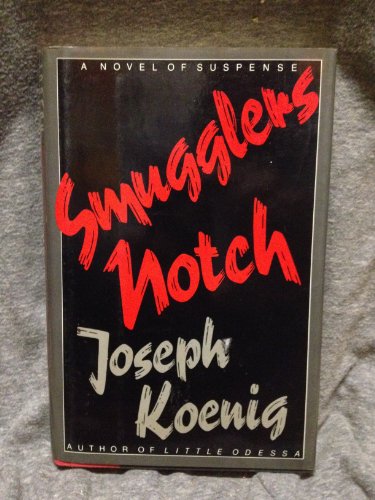 A NOVEL OF SUSPENSE
Smugglers
Notch
Joseph
Koenig
AUTHOR OF LITTLE ODESSA